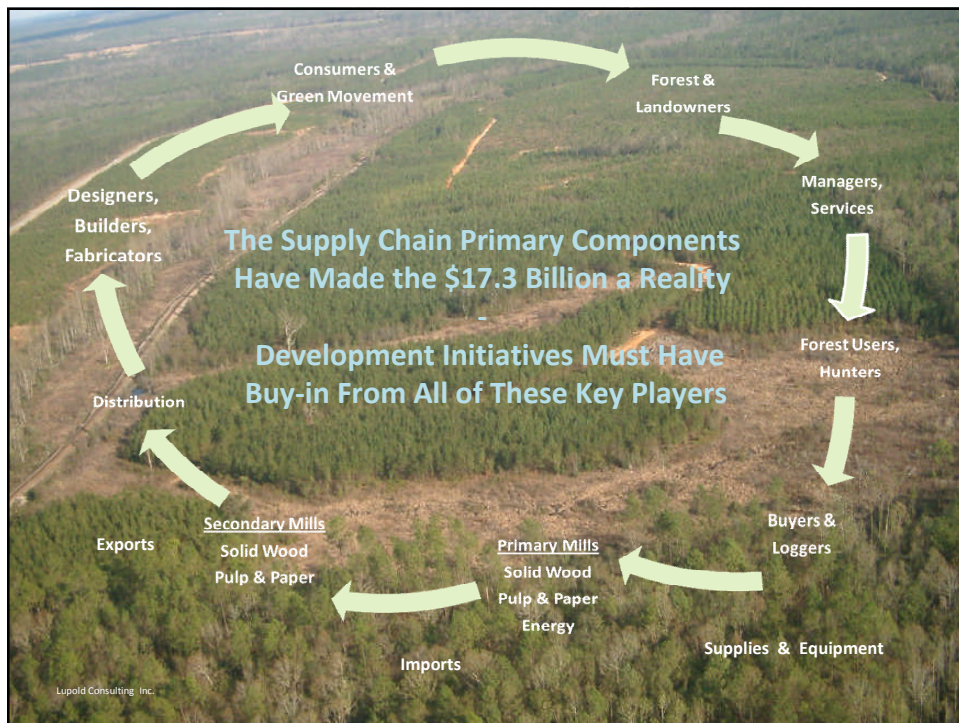 Consumers &
Green Movement
Forest &
Landowners
Managers,
Services
Designers,
Builders,
Fabricators
The Supply Chain Primary Components
Have Made the $17.3 Billion a Reality
-
Development Initiatives Must Have
Buy-in From All of These Key Players
Forest Users,
Hunters
Distribution
Buyers &
Loggers
Secondary Mills
Solid Wood
Pulp & Paper
Exports
Primary Mills
Solid Wood
Pulp & Paper
Energy
Supplies & Equipment
Imports
Lupold Consulting Inc.